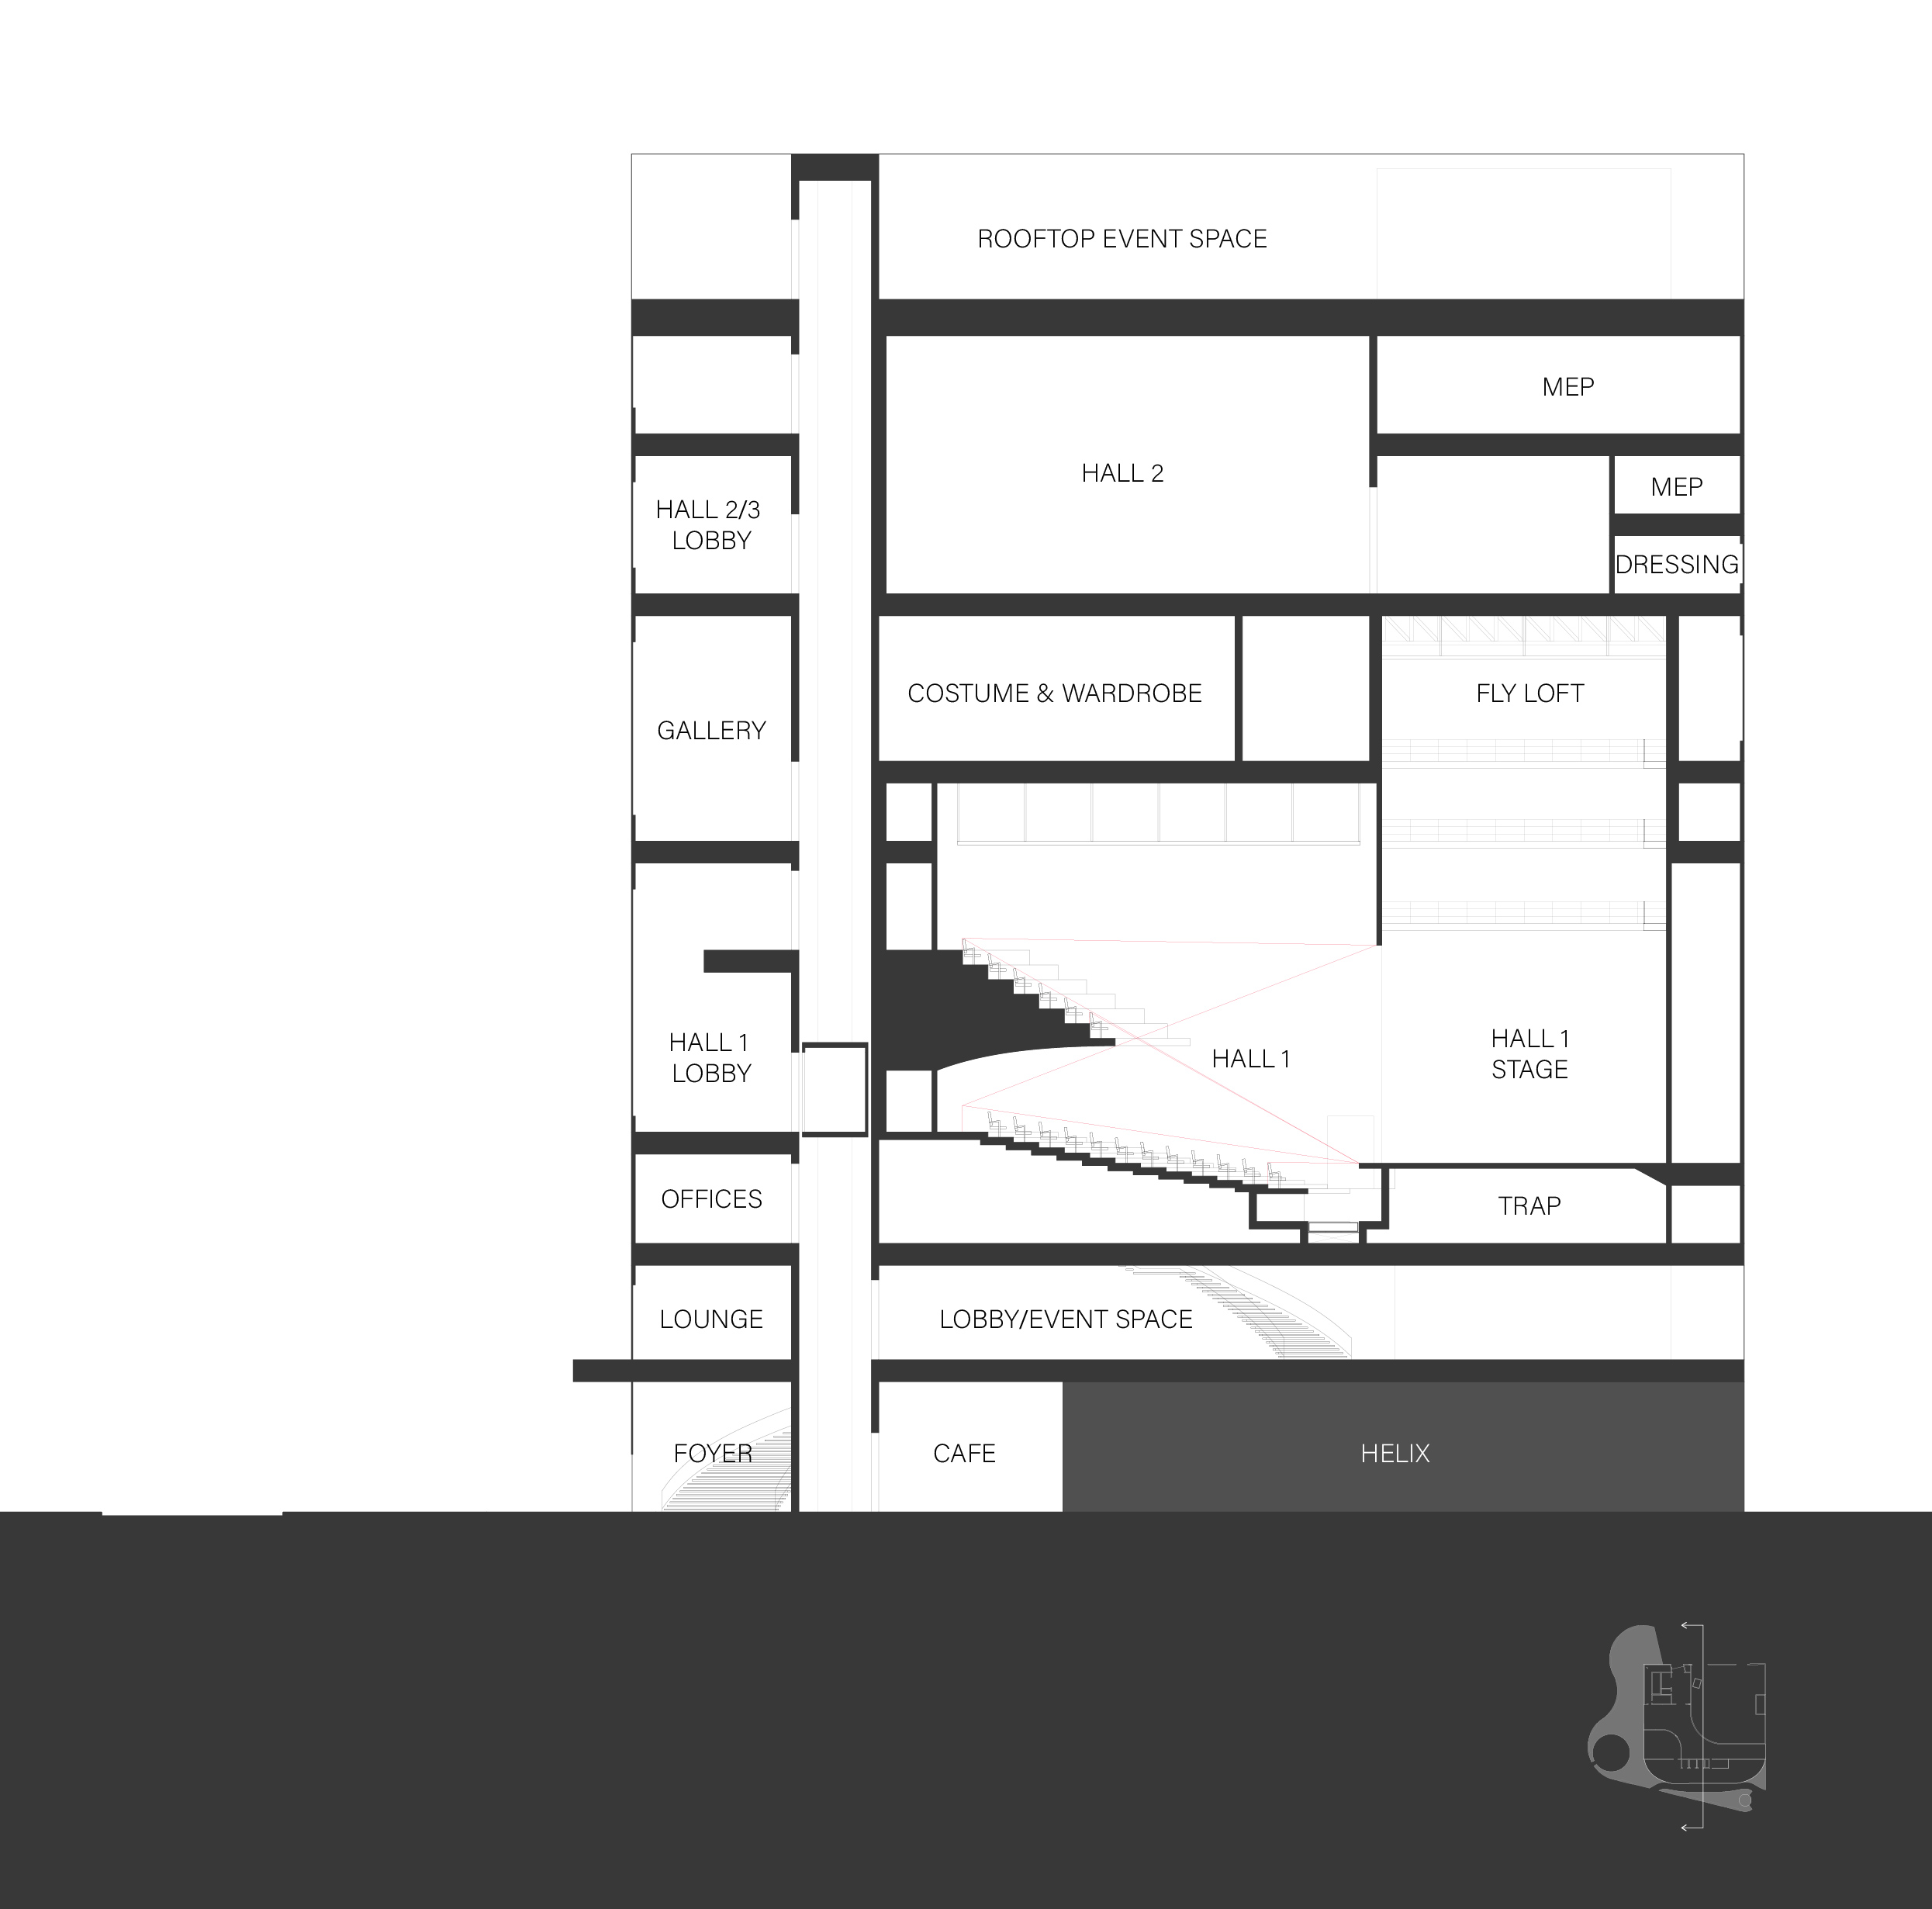 ROOFTOP EVENT SPACE
MEP
HALL 2
MEP
HALL 2/3
LOBBY
DRESSING
COSTUME & WARDROBE
FLY LOFT
GALLERY
HALL 1
LOBBY
HALL 1
HALL 1
STAGE
OFFICES
TRAP
LOUNGE
LOBBY/EVENT SPACE
FOYER
CAFE
HELIX